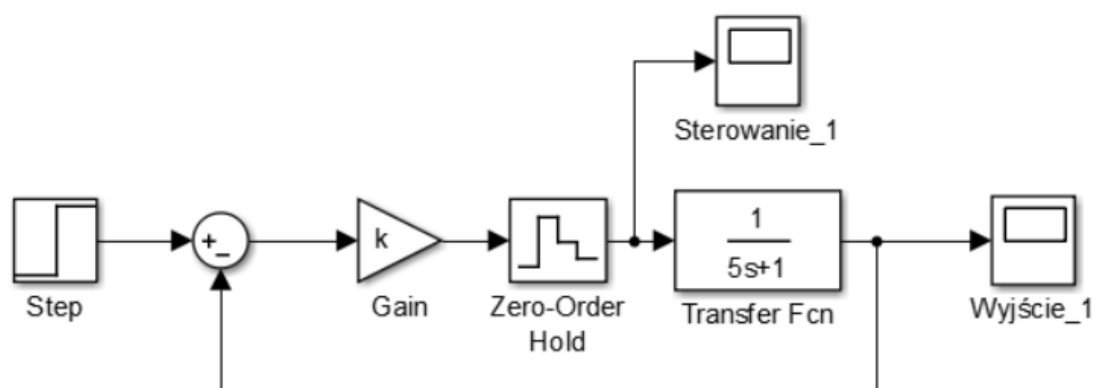 Sterowanie_1
+
−
k
1
5s+1
Step
Gain
Zero-Order
Hold
Transfer Fcn
Wyjście_1